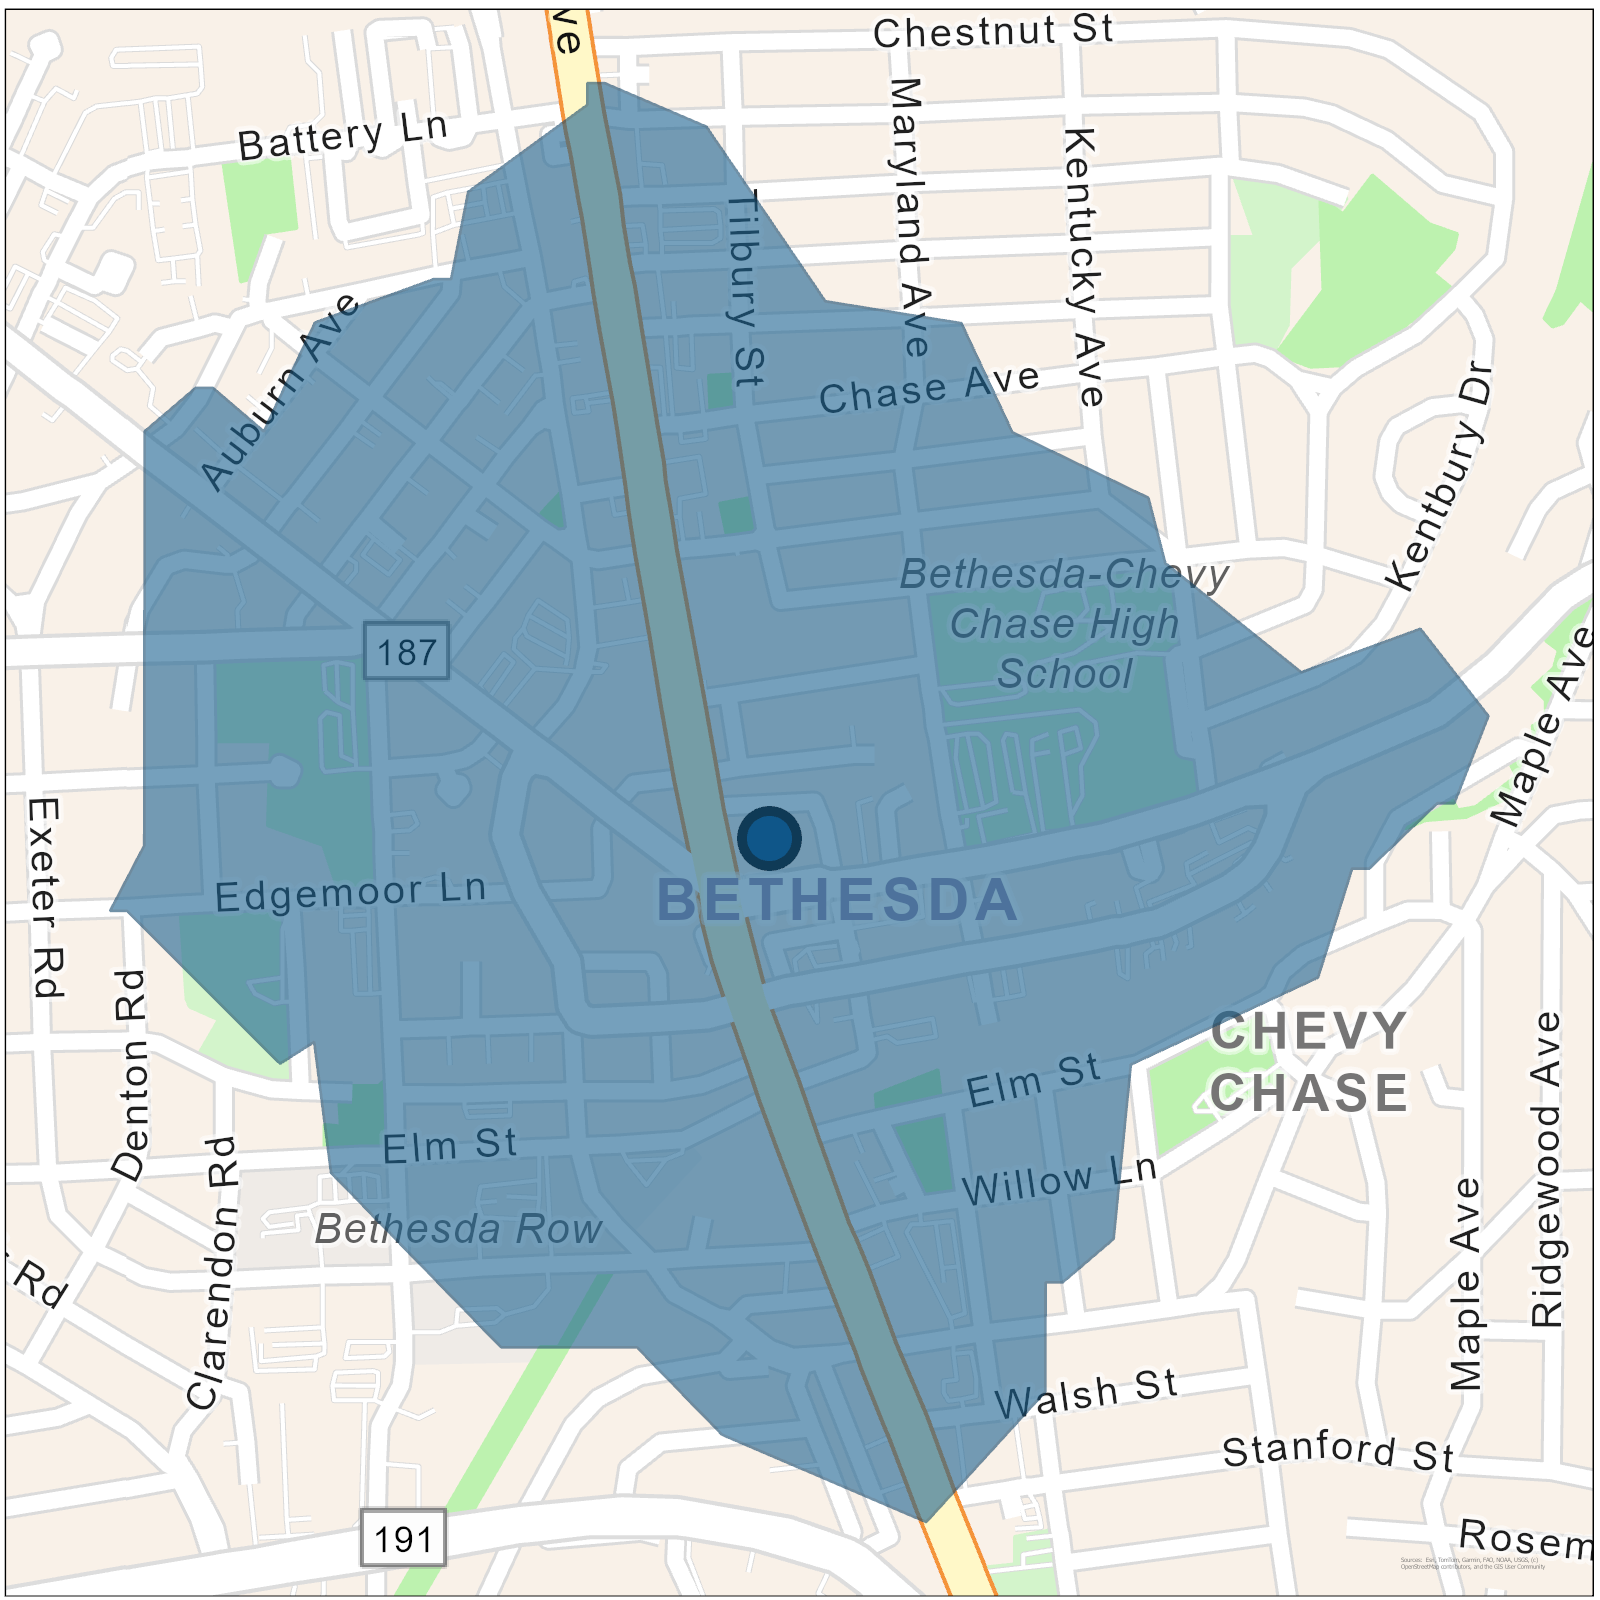 ve
Chestnut St
Battery Ln
Maryland Ave
Kentucky Ave
Tilbury St
Auburn Ave
Chase Ave
Kentbury Dr
Bethesda-Chevy
Chase High
School
187
Maple Ave
Exeter Rd
Edgemoor Ln
BETHESDA
Denton Rd
CHEVY
CHASE
Elm St
Ridgewood Ave
Elm St
Willow Ln
Clarendon Rd
Maple Ave
Bethesda Row
Rd
Walsh St
Stanford St
191
Rosem
Sources: Esri, TomTom, Garmin, FAO, NOAA, USGS, (c)
OpenStreetMap contributors, and the GIS User Community